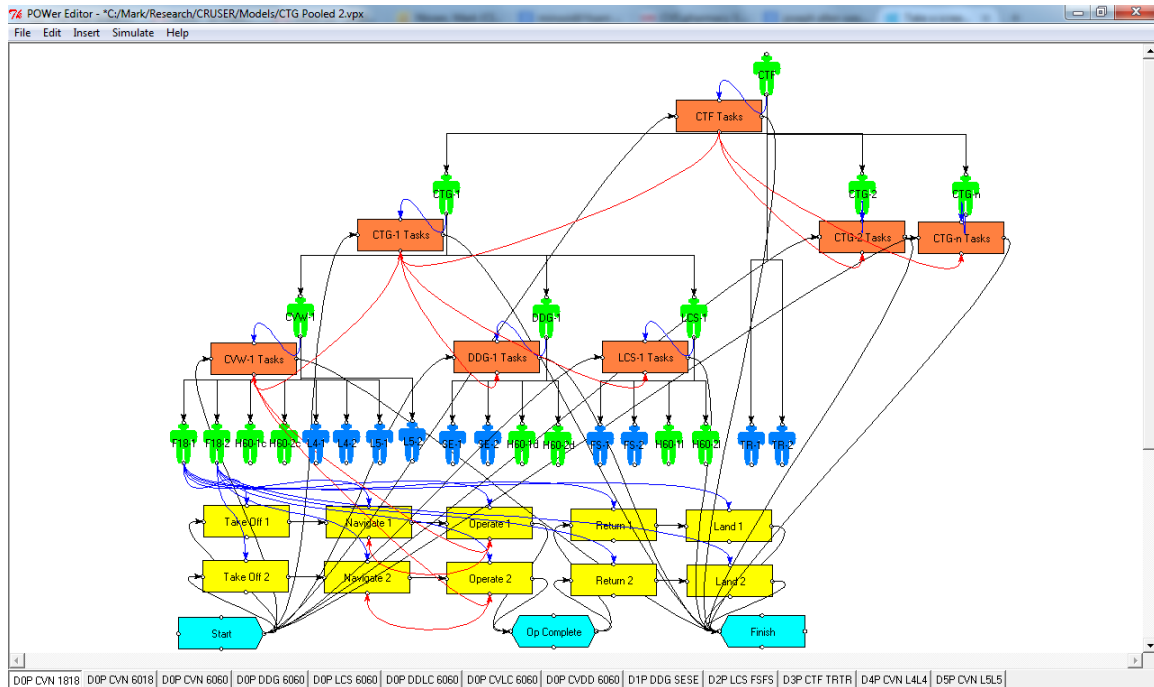 POWer Editor - *C:/Mark/Research/CRUSER/Models/CTG Pooled 2.vpx
File Edit Insert Simulate Help
CTF
CTF Tasks
CTG-1 CTG-2 CTG-n
CTG-1 Tasks CTG-2 Tasks CTG-n Tasks
CVW-1 DDG-1 LCS-1
CVW-1 Tasks DDG-1 Tasks LCS-1 Tasks
F18-1 F18-2 H60-1c H60-2c L4-1 L4-2 L5-1 L5-2 SE-1 SE-2 H60-1d H60-2d FS-1 FS-2 H60-1l H60-2l TR-1 TR-2
Take Off 1 Navigate 1 Operate 1 Return 1 Land 1
Take Off 2 Navigate 2 Operate 2 Return 2 Land 2
Start Op Complete Finish
D0P CVN 1818 D0P CVN 6018 D0P CVN 6060 D0P DDG 6060 D0P LCS 6060 D0P DDLC 6060 D0P CVLC 6060 D0P CVDD 6060 D1P DDG SESE D2P LCS FSFS D3P CTF TRTR D4P CVN L4L4 D5P CVN L5L5